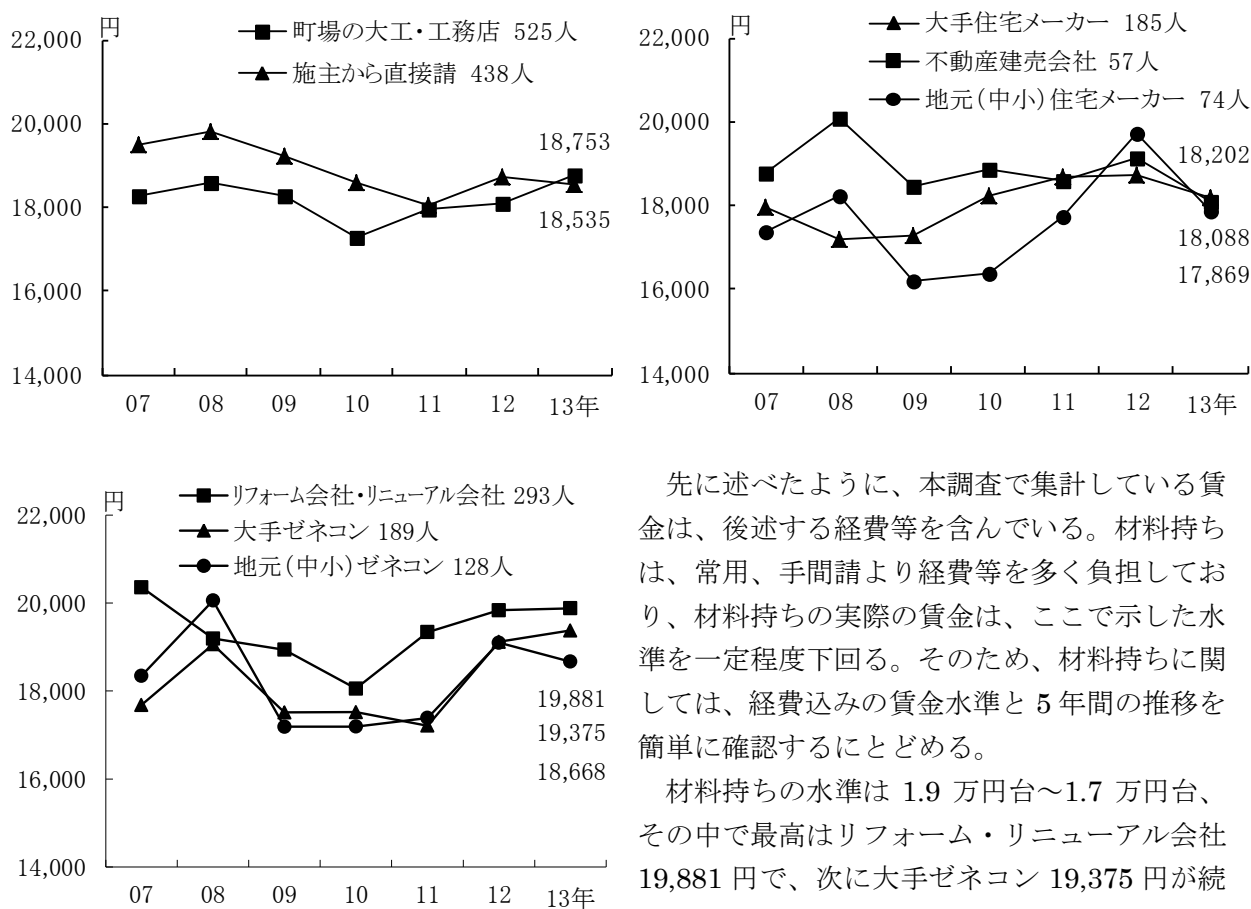 円
22,000
20,000
18,000
16,000
14,000
町場の大工・工務店 525人
施主から直接請 438人
18,753
18,535
07 08 09 10 11 12 13年
円
22,000
20,000
18,000
16,000
14,000
大手住宅メーカー 185人
不動産建売会社 57人
地元(中小)住宅メーカー 74人
18,202
18,088
17,869
07 08 09 10 11 12 13年
円
22,000
20,000
18,000
16,000
14,000
リフォーム会社・リニューアル会社 293人
大手ゼネコン 189人
地元(中小)ゼネコン 128人
19,881
19,375
18,668
07 08 09 10 11 12 13年
先に述べたように、本調査で集計している賃
金は、後述する経費等を含んでいる。材料持ち
は、常用、手間請より経費等を多く負担してお
り、材料持ちの実際の賃金は、ここで示した水
準を一定程度下回る。そのため、材料持ちに関
しては、経費込みの賃金水準と 5 年間の推移を
簡単に確認するにとどめる。
材料持ちの水準は 1.9 万円台～1.7 万円台、
その中で最高はリフォーム・リニューアル会社
19,881 円で、次に大手ゼネコン 19,375 円が続